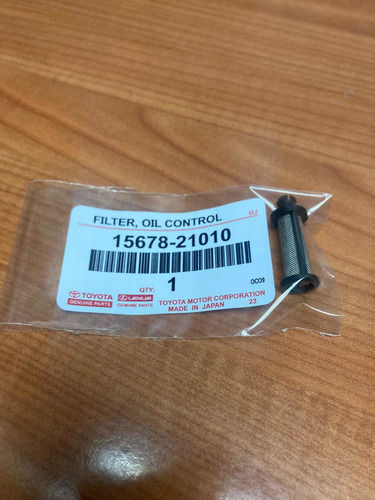 FILTER, OIL CONTROL
15678-21010
QTY:
1
OC09
TOYOTA LEXUS
GENUINE PARTS GENUINE PARTS
TOYOTA MOTOR CORPORATION
MADE IN JAPAN 23